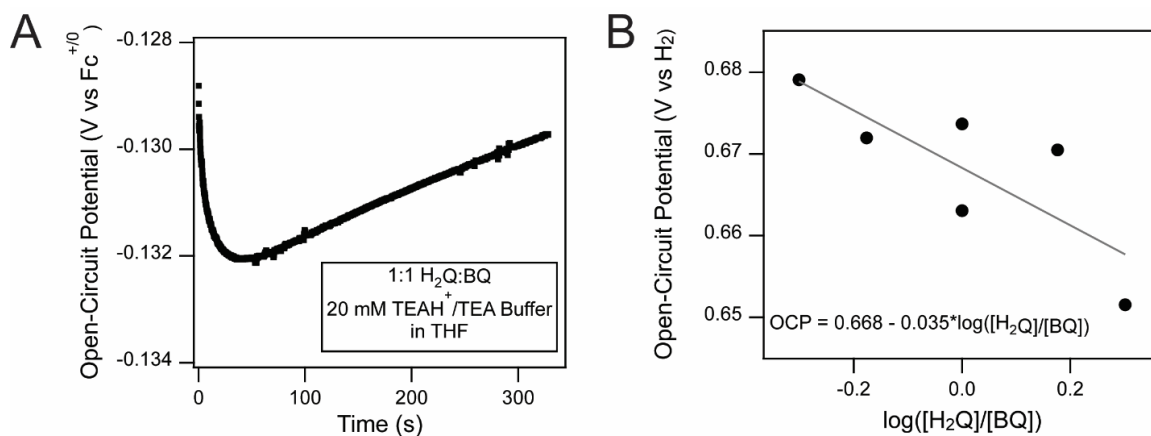 A
Open-Circuit Potential (V vs Fc⁺ᐟ⁰)
-0.128
-0.130
-0.132
-0.134
1:1 H₂Q:BQ
20 mM TEAH⁺/TEA Buffer
in THF
0
100
200
300
Time (s)
B
Open-Circuit Potential (V vs H₂)
0.68
0.67
0.66
0.65
OCP = 0.668 - 0.035*log([H₂Q]/[BQ])
-0.2
0.0
0.2
log([H₂Q]/[BQ])